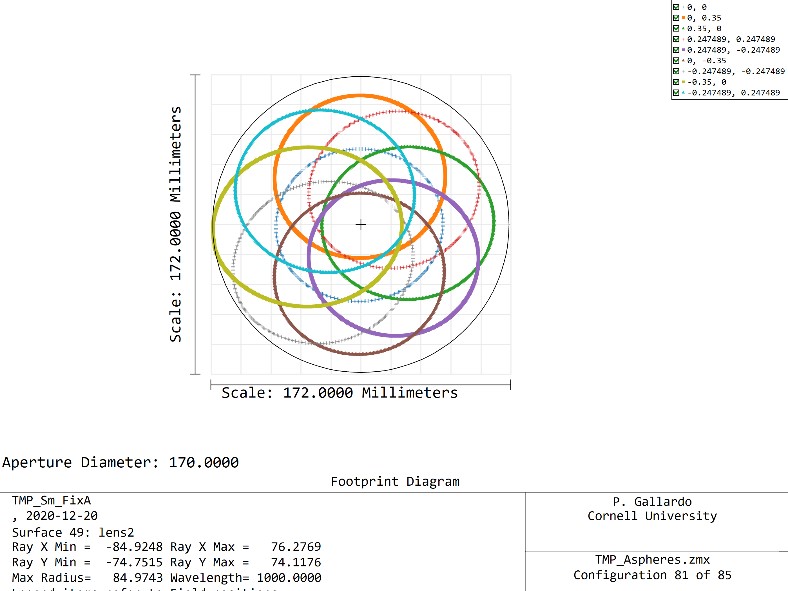 0, 0
0, 0.35
0.35, 0
0.247489, 0.247489
0.247489, -0.247489
0, -0.35
-0.247489, -0.247489
-0.35, 0
-0.247489, 0.247489
Scale: 172.0000 Millimeters
Scale: 172.0000 Millimeters
Aperture Diameter: 170.0000
Footprint Diagram
TMP_Sm_FixA
, 2020-12-20
Surface 49: lens2
Ray X Min = -84.9248 Ray X Max = 76.2769
Ray Y Min = -74.7515 Ray Y Max = 74.1176
Max Radius= 84.9743 Wavelength= 1000.0000
P. Gallardo
Cornell University
TMP_Aspheres.zmx
Configuration 81 of 85